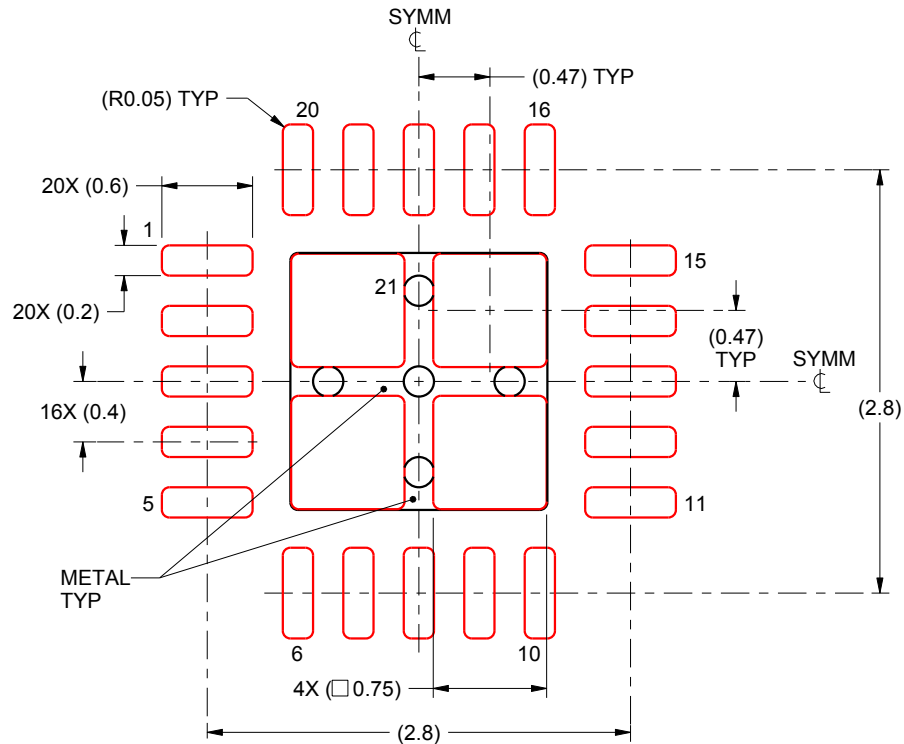 SYMM
℄
(0.47) TYP
(R0.05) TYP
20
16
20X (0.6)
1
15
21
20X (0.2)
(0.47)
TYP
SYMM
℄
16X (0.4)
(2.8)
5
11
METAL
TYP
6
10
4X (□ 0.75)
(2.8)